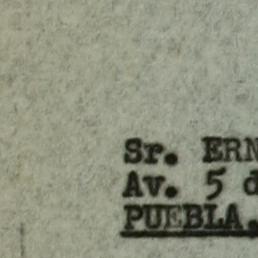 Sr. ERN
Av. 5 d
PUEBLA.